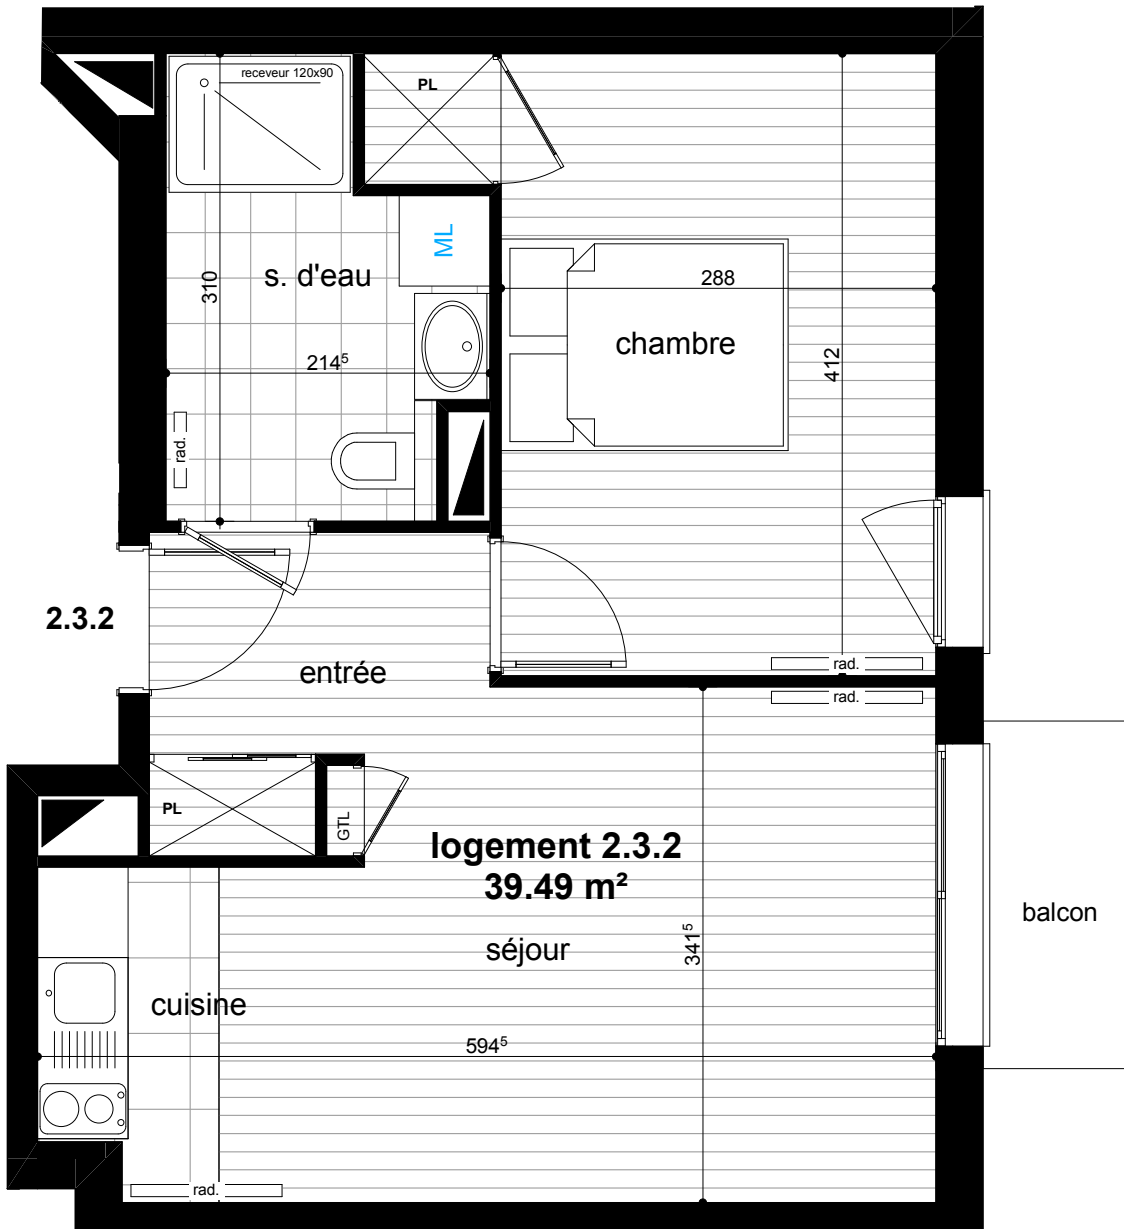 receveur 120x90
PL
ML
s. d'eau
310
288
chambre
412
214⁵
rad.
2.3.2
entrée
rad.
rad.
PL
GTL
logement 2.3.2
39.49 m²
balcon
séjour
341⁵
cuisine
594⁵
rad.